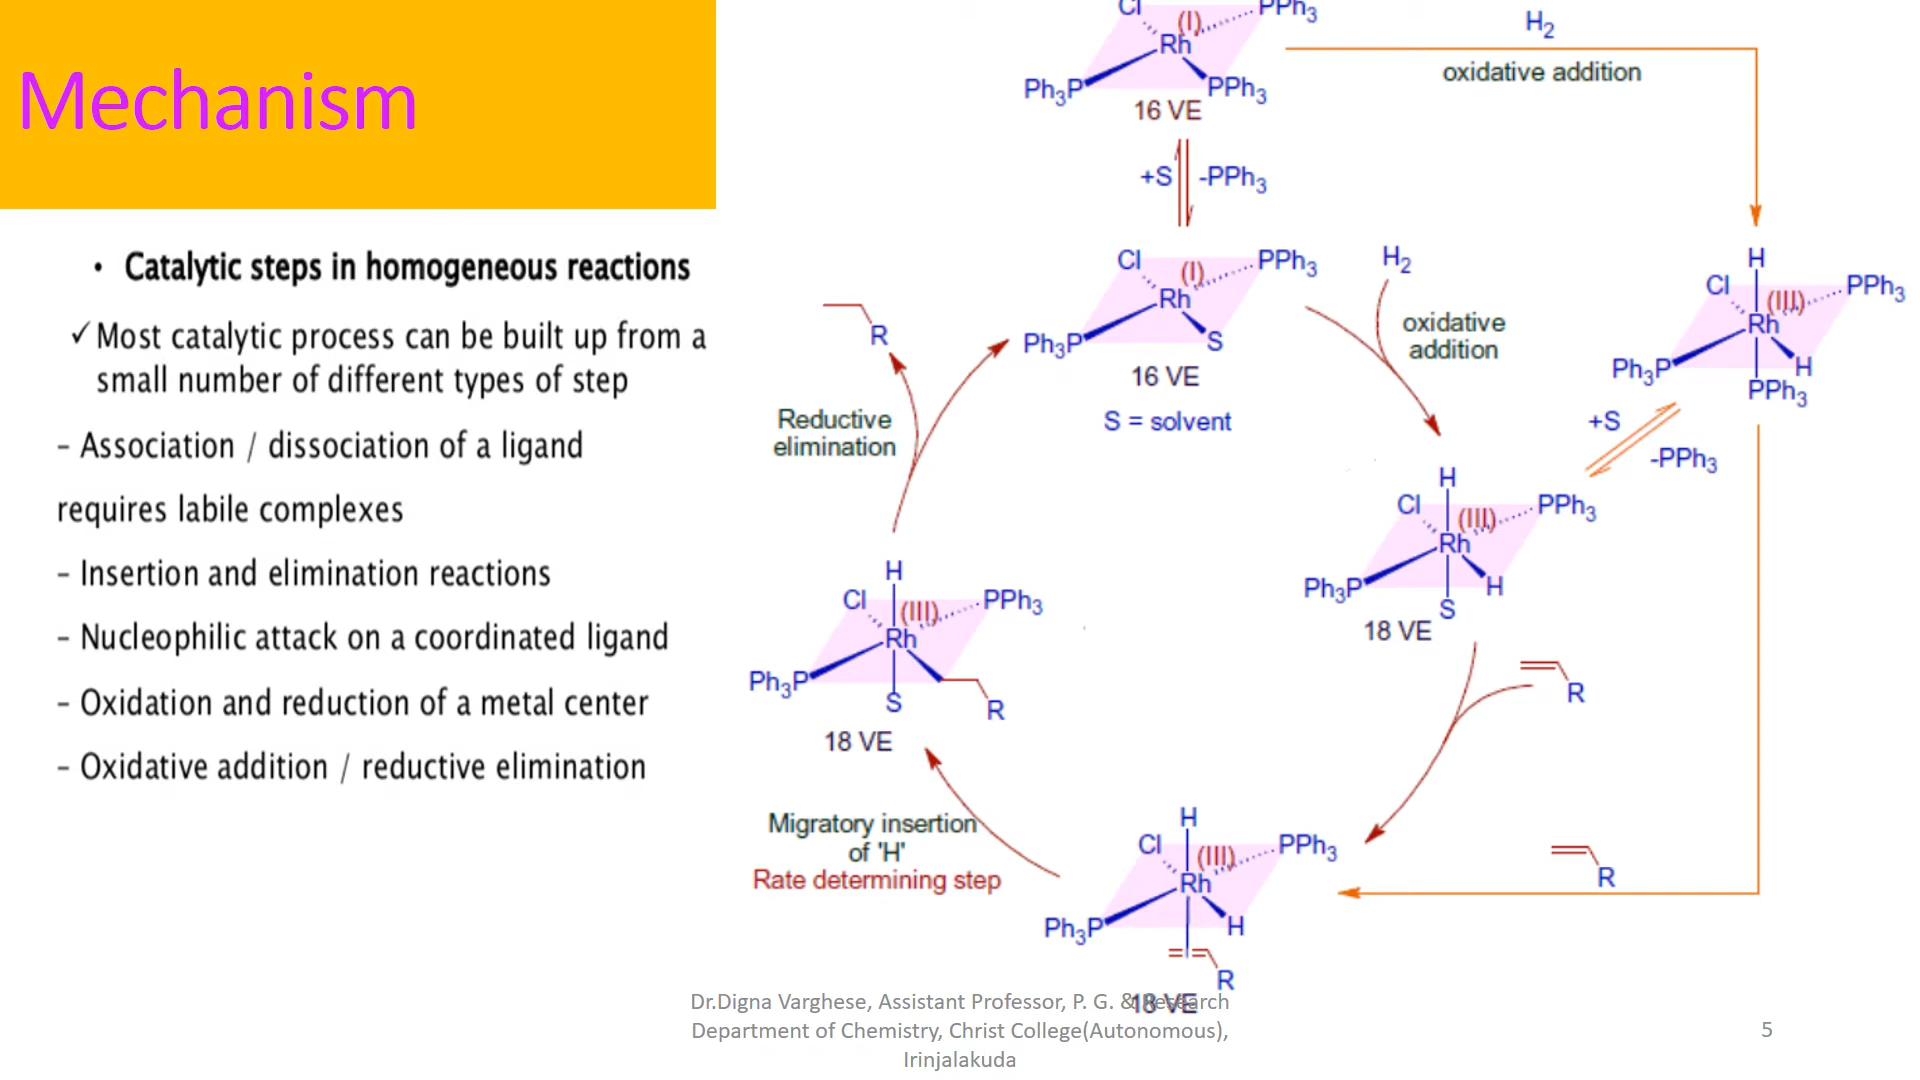 Mechanism
• Catalytic steps in homogeneous reactions
✓ Most catalytic process can be built up from a
small number of different types of step
– Association / dissociation of a ligand
requires labile complexes
– Insertion and elimination reactions
– Nucleophilic attack on a coordinated ligand
– Oxidation and reduction of a metal center
– Oxidative addition / reductive elimination
Cl (I) PPh3
Rh
Ph3P PPh3
16 VE
H2
oxidative addition
+S -PPh3
Cl (I) PPh3
Rh
Ph3P S
16 VE
S = solvent
H2
oxidative
addition
H
Cl (III) PPh3
Rh
Ph3P H
PPh3
+S
-PPh3
H
Cl (III) PPh3
Rh
Ph3P H
S
18 VE
R
R
H
Cl (III) PPh3
Rh
Ph3P H
R
18 VE
Migratory insertion
of 'H'
Rate determining step
H
Cl (III) PPh3
Rh
Ph3P
S R
18 VE
Reductive
elimination
R
Dr.Digna Varghese, Assistant Professor, P. G. & Research
Department of Chemistry, Christ College(Autonomous),
Irinjalakuda
5